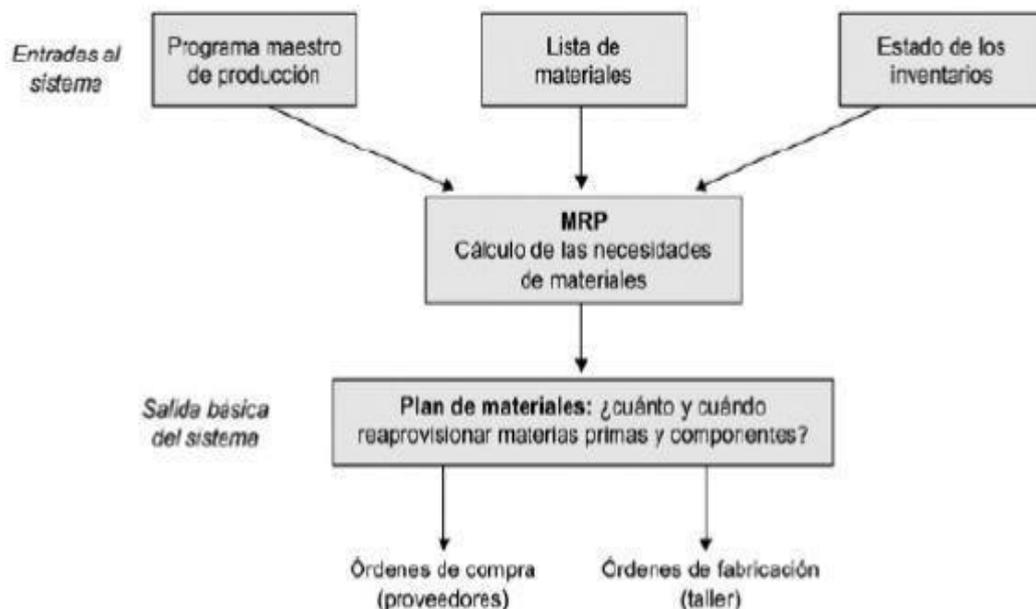 Entradas al
sistema
Programa maestro
de producción
Lista de
materiales
Estado de los
inventarios
MRP
Cálculo de las necesidades
de materiales
Salida básica
del sistema
Plan de materiales: ¿cuánto y cuándo
reaprovisionar materias primas y componentes?
Órdenes de compra
(proveedores)
Órdenes de fabricación
(taller)